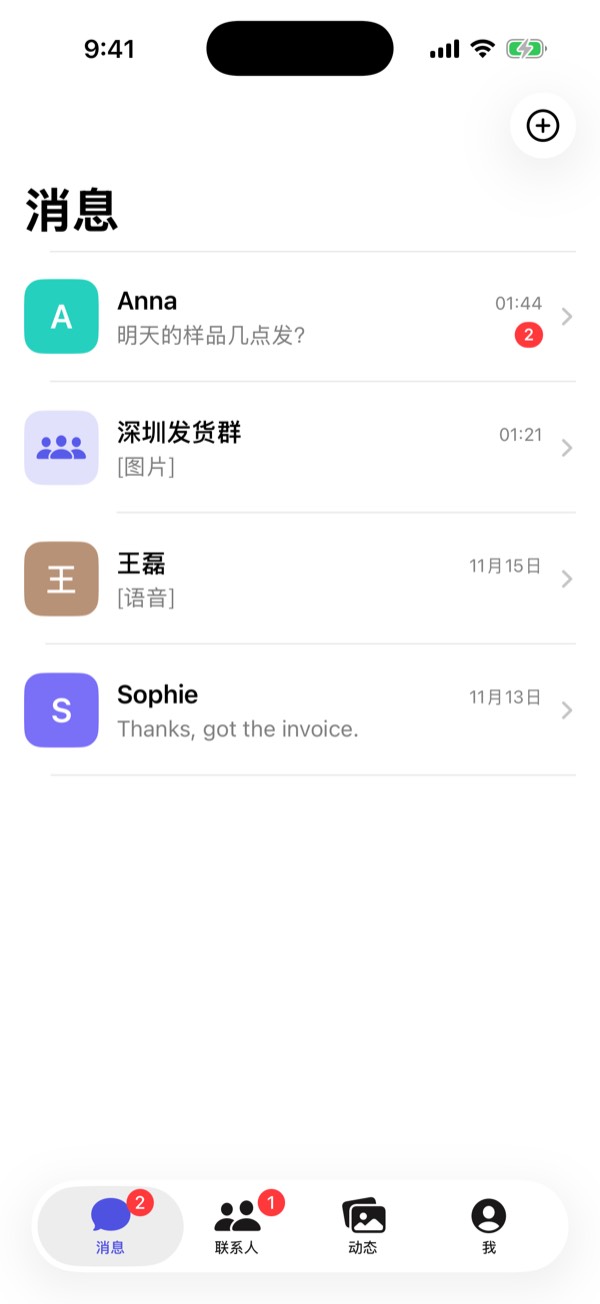 9:41
消息
A
Anna
01:44
明天的样品几点发?
2
深圳发货群
01:21
[图片]
王
王磊
11月15日
[语音]
S
Sophie
11月13日
Thanks, got the invoice.
2
1
消息
联系人
动态
我